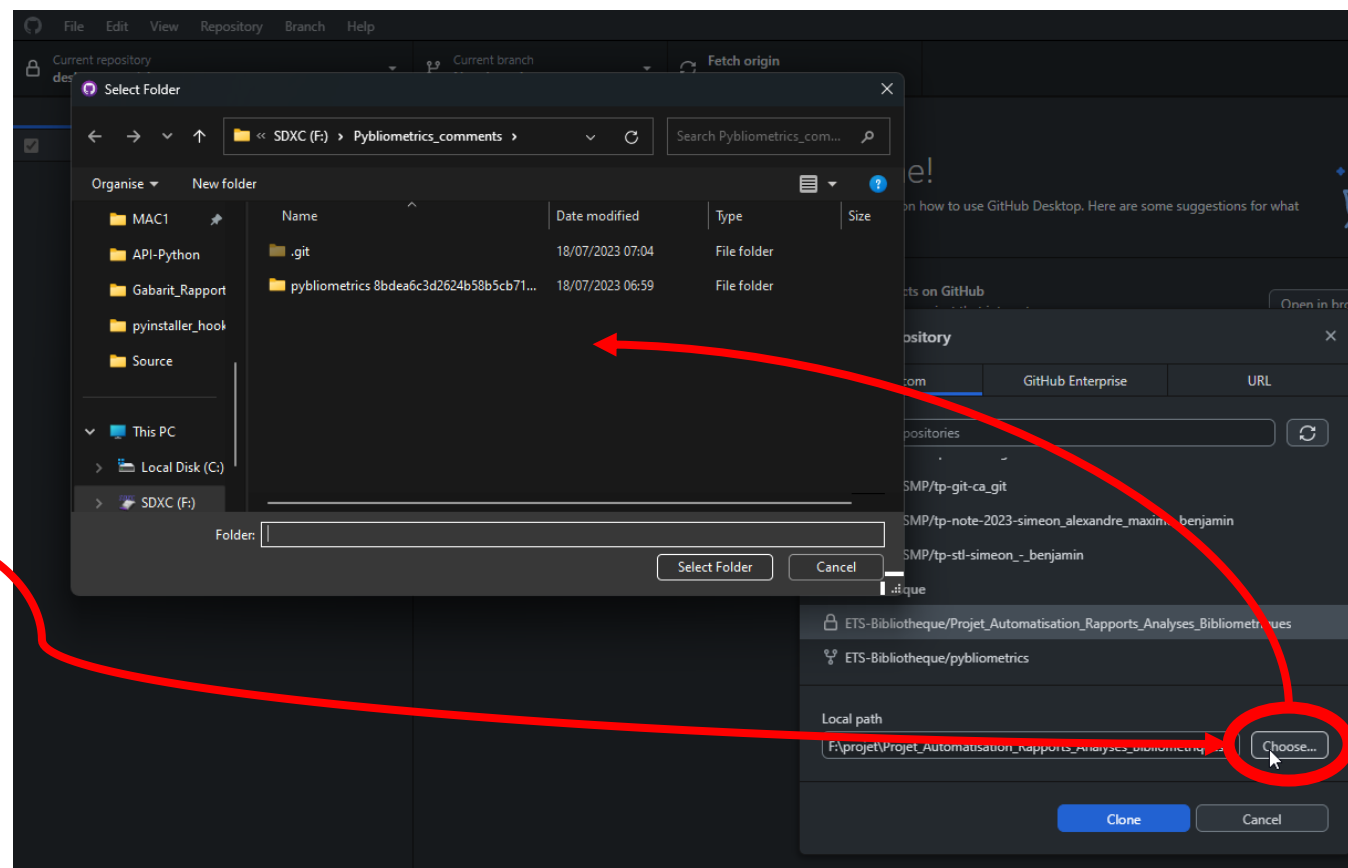 File Edit View Repository Branch Help
Current repository
Current branch
Fetch origin
Select Folder
« SDXC (F:) › Pybliometrics_comments ›
Search Pybliometrics_com...
Organise New folder
Name Date modified Type Size
MAC1
API-Python
Gabarit_Rapport
pyinstaller_hook
Source
This PC
Local Disk (C:)
SDXC (F:)
.git 18/07/2023 07:04 File folder
pybliometrics 8bdea6c3d2624b58b5cb71... 18/07/2023 06:59 File folder
Folder:
Select Folder Cancel
e!
on how to use GitHub Desktop. Here are some suggestions for what
cts on GitHub
Open in bro
ository
com GitHub Enterprise URL
positories
SMP/tp-git-ca_git
SMP/tp-note-2023-simeon_alexandre_maxime_benjamin
SMP/tp-stl-simeon_-_benjamin
que
ETS-Bibliotheque/Projet_Automatisation_Rapports_Analyses_Bibliometriques
ETS-Bibliotheque/pybliometrics
Local path
F:\projet\Projet_Automatisation_Rapports_Analyses_Bibliometriques
Choose...
Clone Cancel